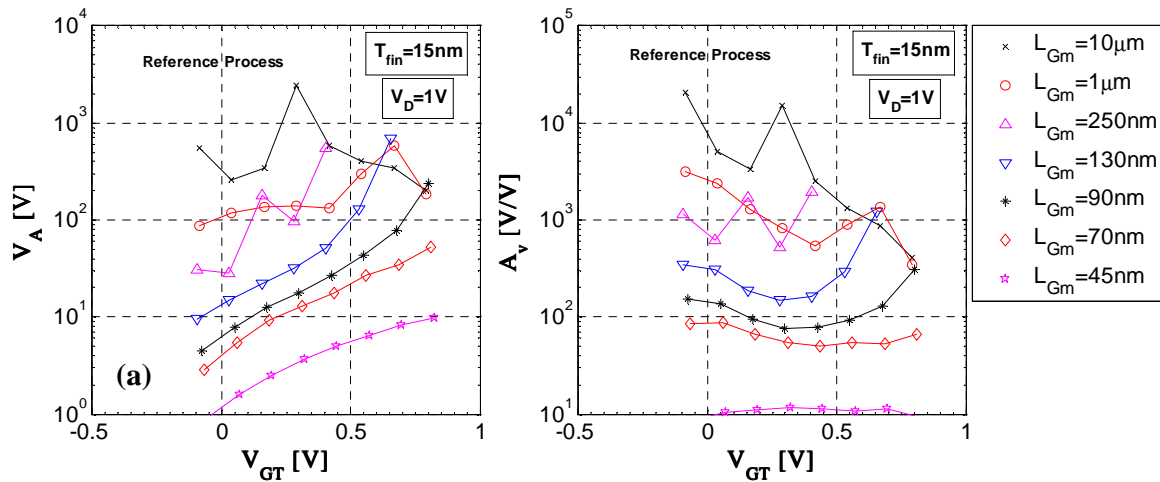 10^4
10^3
10^2
10^1
10^0
V_A [V]
Reference Process
T_fin=15nm
V_D=1V
(a)
-0.5 0 0.5 1
V_GT [V]
10^5
10^4
10^3
10^2
10^1
A_v [V/V]
Reference Process
T_fin=15nm
V_D=1V
-0.5 0 0.5 1
V_GT [V]
L_Gm=10μm
L_Gm=1μm
L_Gm=250nm
L_Gm=130nm
L_Gm=90nm
L_Gm=70nm
L_Gm=45nm